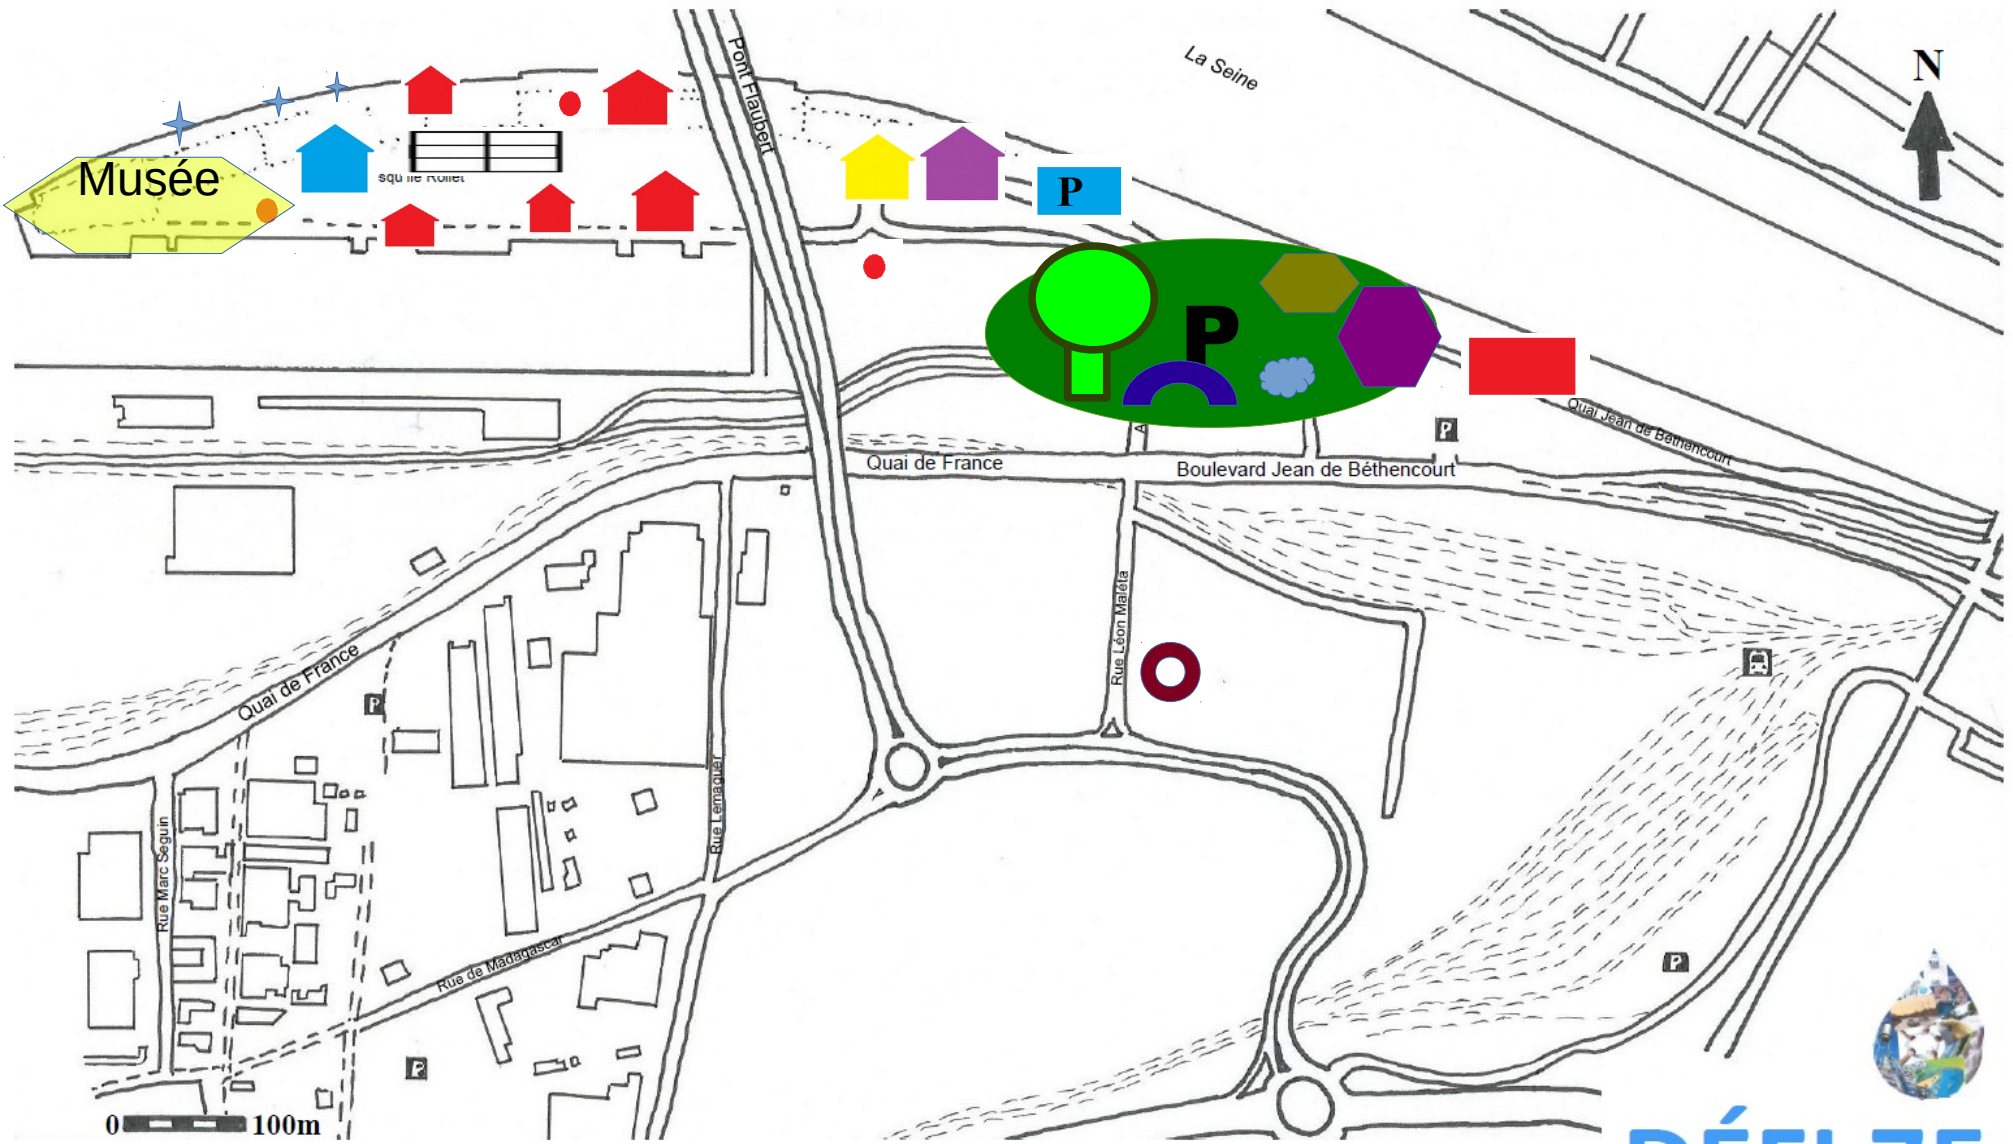 Pont Flaubert
La Seine
N
Musée
P
P
Quai Jean de Béthencourt
P
Quai de France
Boulevard Jean de Béthencourt
Rue Léon Maléta
Quai de France
P
Rue Lemaguer
Rue Marc Seguin
Rue de Madagascar
P
P
0 100m